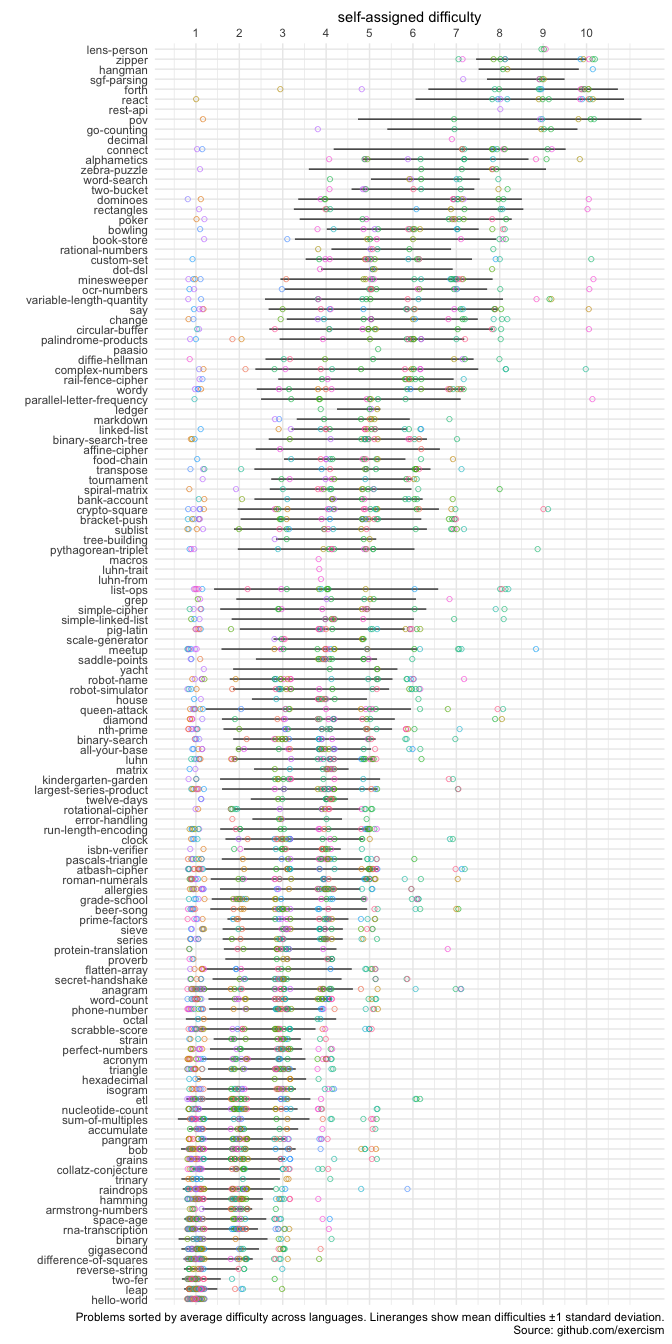 self-assigned difficulty
1 2 3 4 5 6 7 8 9 10
lens-person
zipper
hangman
sgf-parsing
forth
react
rest-api
pov
go-counting
decimal
connect
alphametics
zebra-puzzle
word-search
two-bucket
dominoes
rectangles
poker
bowling
book-store
rational-numbers
custom-set
dot-dsl
minesweeper
ocr-numbers
variable-length-quantity
say
change
circular-buffer
palindrome-products
paasio
diffie-hellman
complex-numbers
rail-fence-cipher
wordy
parallel-letter-frequency
ledger
markdown
linked-list
binary-search-tree
affine-cipher
food-chain
transpose
tournament
spiral-matrix
bank-account
crypto-square
bracket-push
sublist
tree-building
pythagorean-triplet
macros
luhn-trait
luhn-from
list-ops
grep
simple-cipher
simple-linked-list
pig-latin
scale-generator
meetup
saddle-points
yacht
robot-name
robot-simulator
house
queen-attack
diamond
nth-prime
binary-search
all-your-base
luhn
matrix
kindergarten-garden
largest-series-product
twelve-days
rotational-cipher
error-handling
run-length-encoding
clock
isbn-verifier
pascals-triangle
atbash-cipher
roman-numerals
allergies
grade-school
beer-song
prime-factors
sieve
series
protein-translation
proverb
flatten-array
secret-handshake
anagram
word-count
phone-number
octal
scrabble-score
strain
perfect-numbers
acronym
triangle
hexadecimal
isogram
etl
nucleotide-count
sum-of-multiples
accumulate
pangram
bob
grains
collatz-conjecture
trinary
raindrops
hamming
armstrong-numbers
space-age
rna-transcription
binary
gigasecond
difference-of-squares
reverse-string
two-fer
leap
hello-world
Problems sorted by average difficulty across languages. Lineranges show mean difficulties ±1 standard deviation.
Source: github.com/exercism